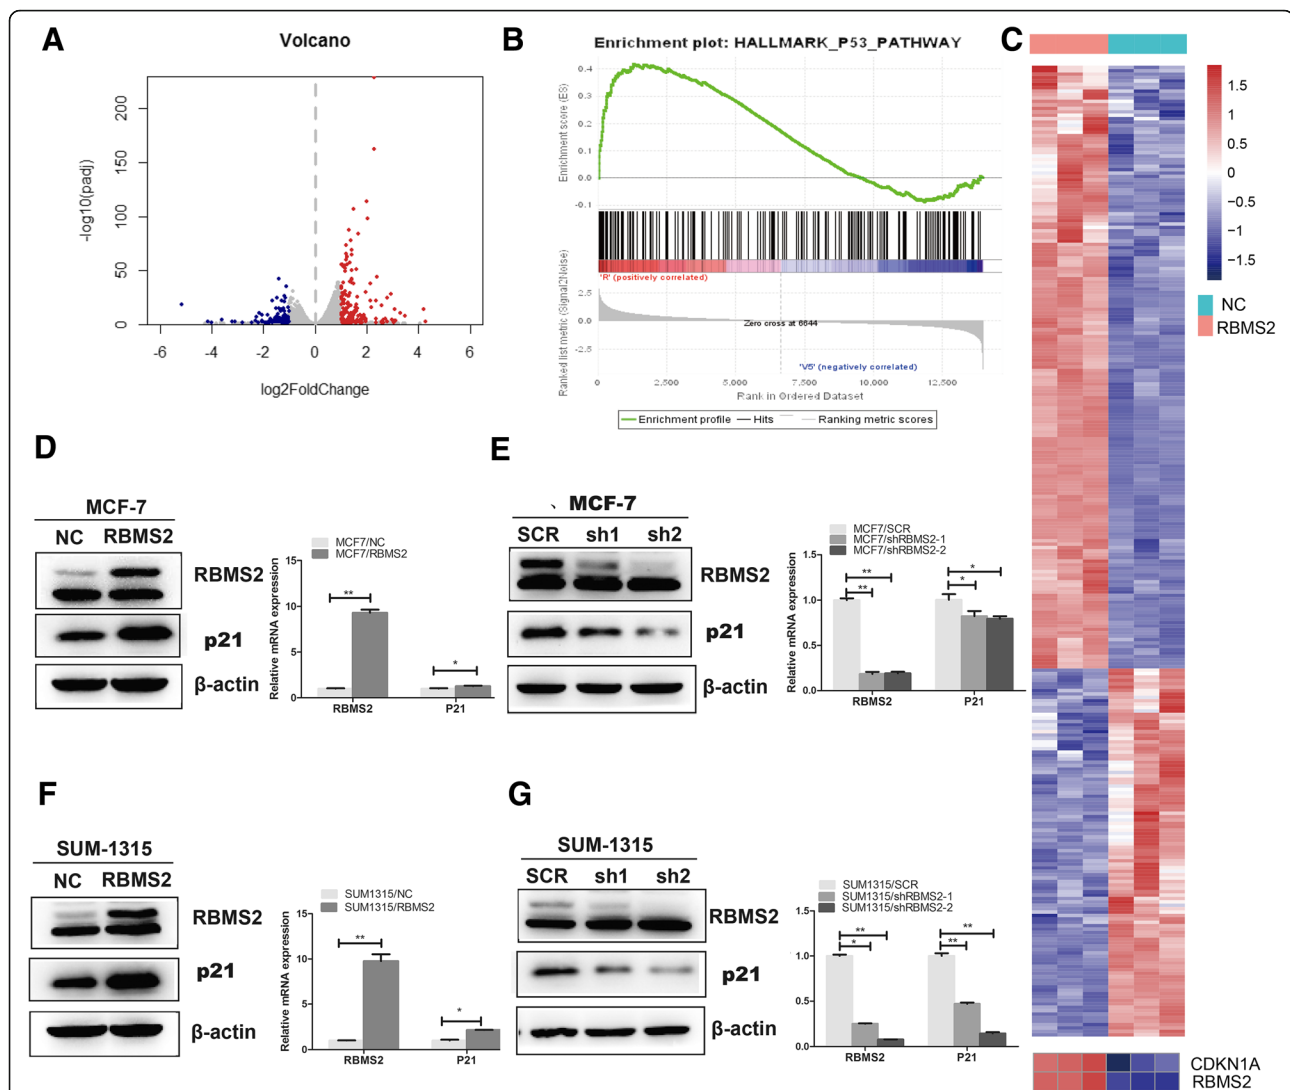 A
Volcano
-log10(padj)
200
150
100
50
0
-6
-4
-2
0
2
4
6
log2FoldChange
B
Enrichment plot: HALLMARK_P53_PATHWAY
Enrichment score (ES)
0.4
0.3
0.2
0.1
0.0
-0.1
'R' (positively correlated)
Ranked list metric (Signal2Noise)
2.5
0.0
-2.5
Zero cross at 6644
'VS' (negatively correlated)
0
2,500
5,000
7,500
10,000
12,500
Rank in Ordered Dataset
Enrichment profile
Hits
Ranking metric scores
C
1.5
1
0.5
0
−0.5
−1
−1.5
NC
RBMS2
CDKN1A
RBMS2
D
MCF-7
NC RBMS2
RBMS2
p21
β-actin
MCF7/NC
MCF7/RBMS2
Relative mRNA expression
15
10
5
0
**
*
RBMS2
P21
E
、MCF-7
SCR sh1 sh2
RBMS2
p21
β-actin
MCF7/SCR
MCF7/shRBMS2-1
MCF7/shRBMS2-2
Relative mRNA expression
1.5
1.0
0.5
0.0
**
**
*
*
RBMS2
P21
F
SUM-1315
NC RBMS2
RBMS2
p21
β-actin
SUM1315/NC
SUM1315/RBMS2
Relative mRNA expression
15
10
5
0
**
*
RBMS2
P21
G
SUM-1315
SCR sh1 sh2
RBMS2
p21
β-actin
SUM1315/SCR
SUM1315/shRBMS2-1
SUM1315/shRBMS2-2
Relative mRNA expression
1.5
1.0
0.5
0.0
**
*
**
**
RBMS2
P21